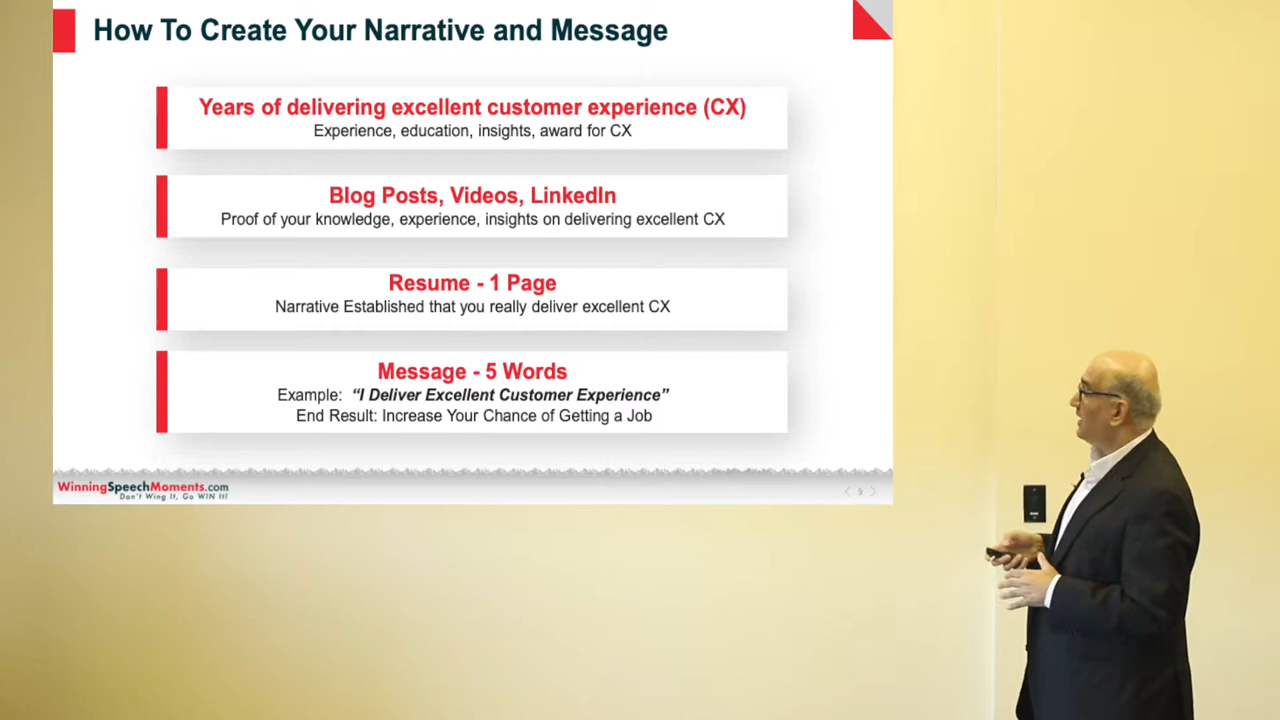 How To Create Your Narrative and Message
Years of delivering excellent customer experience (CX)
Experience, education, insights, award for CX
Blog Posts, Videos, LinkedIn
Proof of your knowledge, experience, insights on delivering excellent CX
Resume - 1 Page
Narrative Established that you really deliver excellent CX
Message - 5 Words
Example: “I Deliver Excellent Customer Experience”
End Result: Increase Your Chance of Getting a Job
WinningSpeechMoments.com
Don't Wing It, Go WIN It!
9